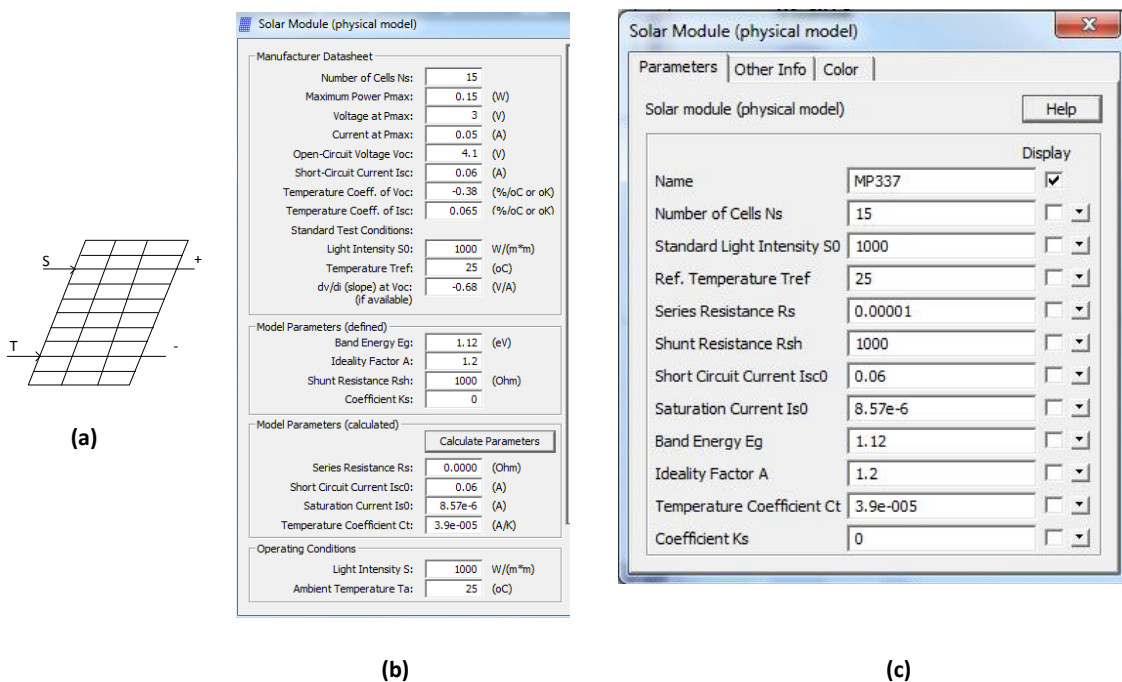 S
+
T
-
(a)
Solar Module (physical model)
Manufacturer Datasheet
Number of Cells Ns: 15
Maximum Power Pmax: 0.15 (W)
Voltage at Pmax: 3 (V)
Current at Pmax: 0.05 (A)
Open-Circuit Voltage Voc: 4.1 (V)
Short-Circuit Current Isc: 0.06 (A)
Temperature Coeff. of Voc: -0.38 (%/oC or oK)
Temperature Coeff. of Isc: 0.065 (%/oC or oK)
Standard Test Conditions:
Light Intensity S0: 1000 W/(m*m)
Temperature Tref: 25 (oC)
dv/di (slope) at Voc: -0.68 (V/A)
(if available)
Model Parameters (defined)
Band Energy Eg: 1.12 (eV)
Ideality Factor A: 1.2
Shunt Resistance Rsh: 1000 (Ohm)
Coefficient Ks: 0
Model Parameters (calculated)
Calculate Parameters
Series Resistance Rs: 0.0000 (Ohm)
Short Circuit Current Isc0: 0.06 (A)
Saturation Current Is0: 8.57e-6 (A)
Temperature Coefficient Ct: 3.9e-005 (A/K)
Operating Conditions
Light Intensity S: 1000 W/(m*m)
Ambient Temperature Ta: 25 (oC)
(b)
Solar Module (physical model)
Parameters Other Info Color
Solar module (physical model) Help
Display
Name MP337
Number of Cells Ns 15
Standard Light Intensity S0 1000
Ref. Temperature Tref 25
Series Resistance Rs 0.00001
Shunt Resistance Rsh 1000
Short Circuit Current Isc0 0.06
Saturation Current Is0 8.57e-6
Band Energy Eg 1.12
Ideality Factor A 1.2
Temperature Coefficient Ct 3.9e-005
Coefficient Ks 0
(c)